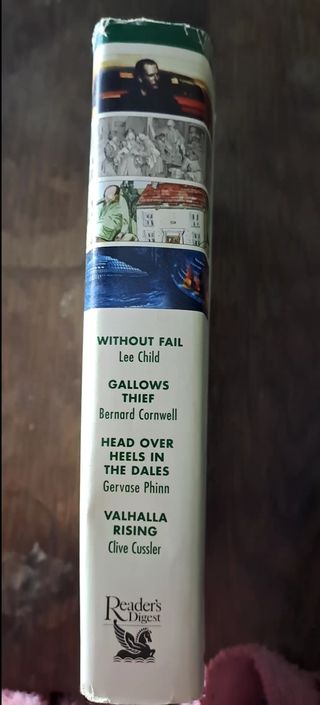 WITHOUT FAIL
Lee Child
GALLOWS
THIEF
Bernard Cornwell
HEAD OVER
HEELS IN
THE DALES
Gervase Phinn
VALHALLA
RISING
Clive Cussler
Reader's
Digest